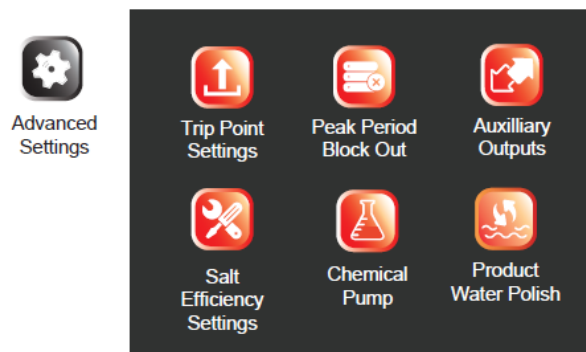 Advanced
Settings
Trip Point
Settings
Peak Period
Block Out
Auxilliary
Outputs
Salt
Efficiency
Settings
Chemical
Pump
Product
Water Polish